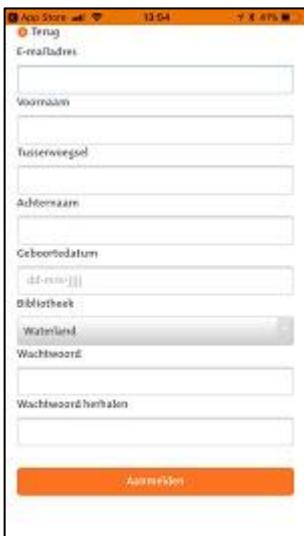 App Store 13:54 41%
Terug
E-mailadres
Voornaam
Tussenvoegsel
Achternaam
Geboortedatum
dd-mm-jjjj
Bibliotheek
Waterland
Wachtwoord
Wachtwoord herhalen
Aanmelden